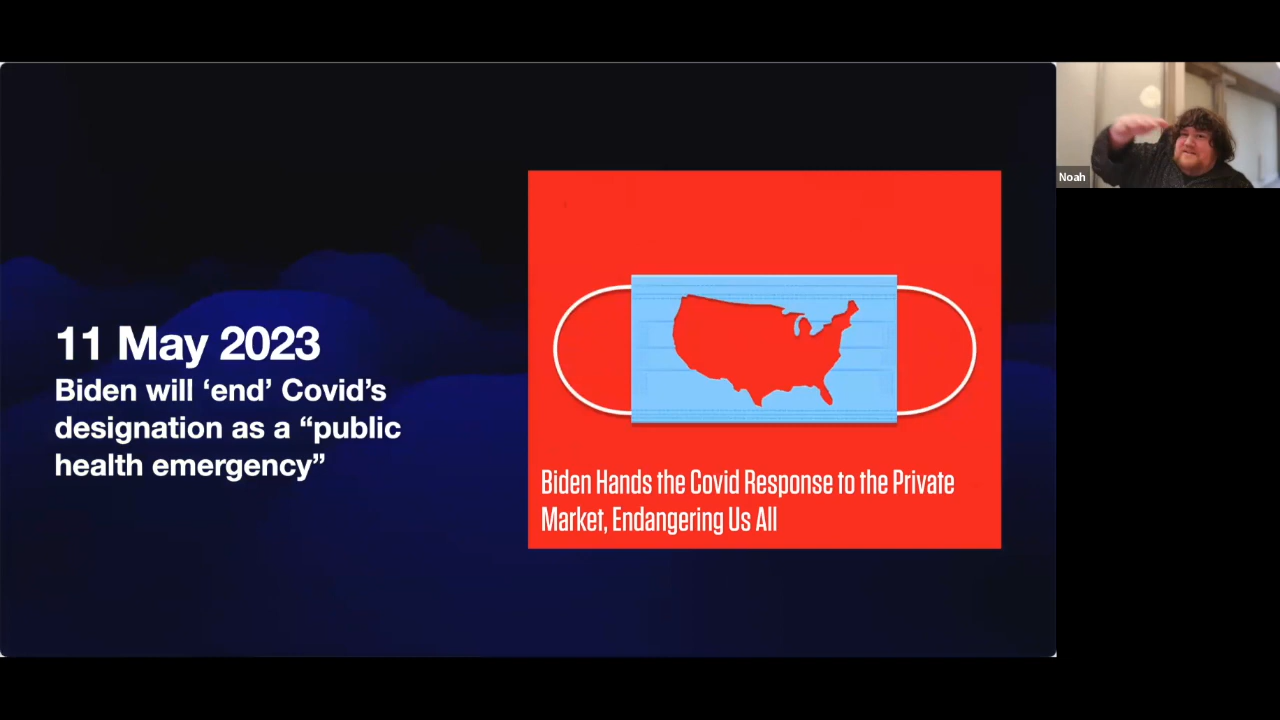 11 May 2023
Biden will ‘end’ Covid’s
designation as a “public
health emergency”
Biden Hands the Covid Response to the Private
Market, Endangering Us All
Noah